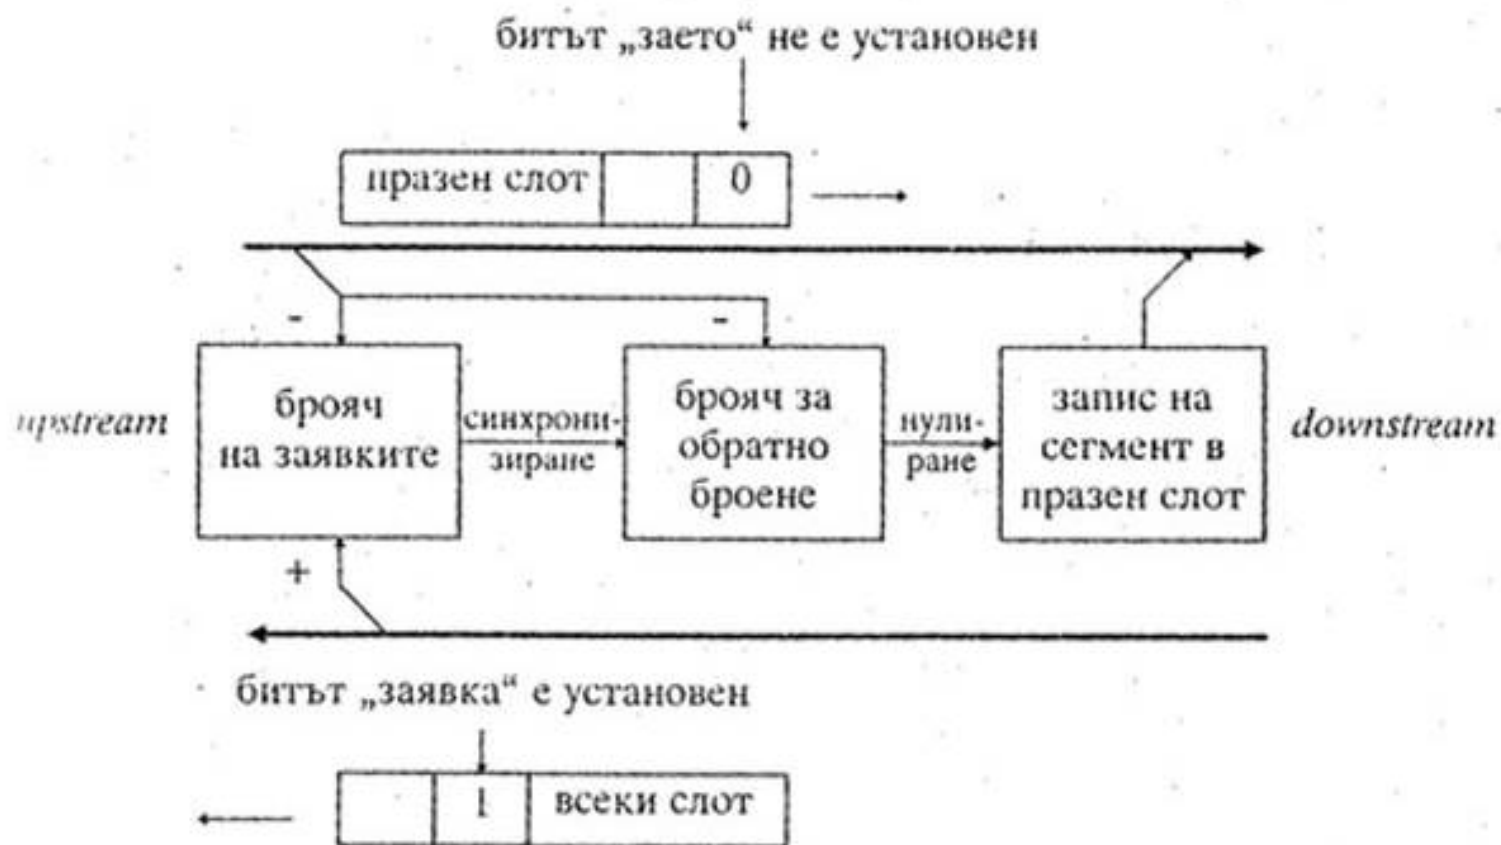 битът „заето“ не е установен
празен слот
0
-
-
upstream
брояч
на заявките
синхрони-
зиране
брояч за
обратно
броене
нули-
ране
запис на
сегмент в
празен слот
downstream
+
битът „заявка“ е установен
1
всеки слот